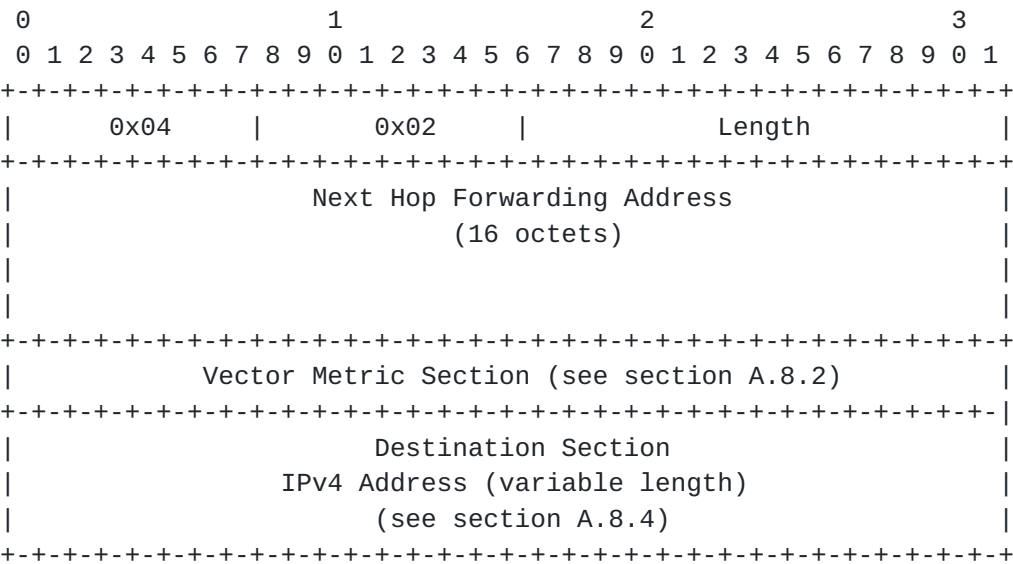 0                   1                   2                   3
 0 1 2 3 4 5 6 7 8 9 0 1 2 3 4 5 6 7 8 9 0 1 2 3 4 5 6 7 8 9 0 1
+-+-+-+-+-+-+-+-+-+-+-+-+-+-+-+-+-+-+-+-+-+-+-+-+-+-+-+-+-+-+-+-+
|      0x04     |       0x02     |            Length            |
+-+-+-+-+-+-+-+-+-+-+-+-+-+-+-+-+-+-+-+-+-+-+-+-+-+-+-+-+-+-+-+-+
|                   Next Hop Forwarding Address                 |
|                            (16 octets)                        |
|                                                               |
|                                                               |
+-+-+-+-+-+-+-+-+-+-+-+-+-+-+-+-+-+-+-+-+-+-+-+-+-+-+-+-+-+-+-+-+
|            Vector Metric Section (see section A.8.2)          |
+-+-+-+-+-+-+-+-+-+-+-+-+-+-+-+-+-+-+-+-+-+-+-+-+-+-+-+-+-+-+-+-|
|                       Destination Section                     |
|                 IPv4 Address (variable length)                |
|                       (see section A.8.4)                     |
+-+-+-+-+-+-+-+-+-+-+-+-+-+-+-+-+-+-+-+-+-+-+-+-+-+-+-+-+-+-+-+-+